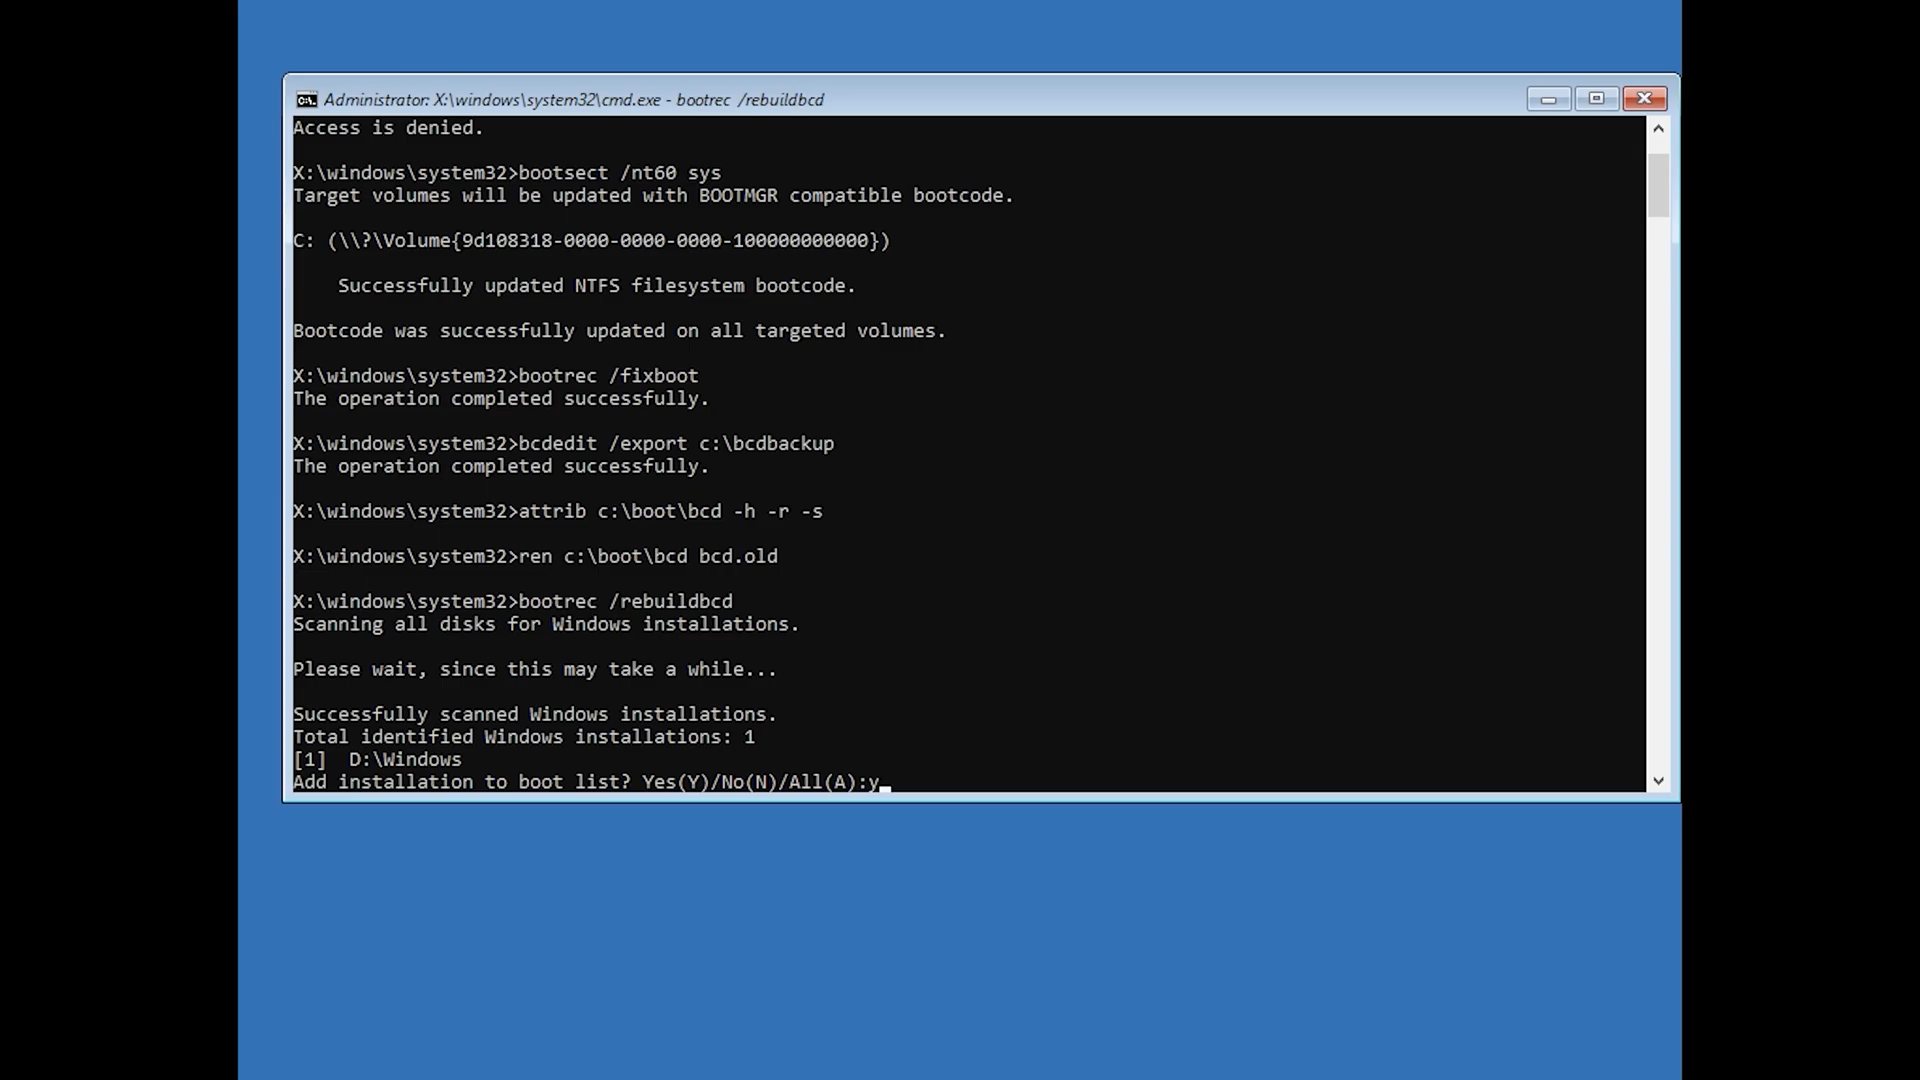 Administrator: X:\windows\system32\cmd.exe - bootrec /rebuildbcd
Access is denied.
X:\windows\system32>bootsect /nt60 sys
Target volumes will be updated with BOOTMGR compatible bootcode.
C: (\\?\Volume{9d108318-0000-0000-0000-100000000000})
Successfully updated NTFS filesystem bootcode.
Bootcode was successfully updated on all targeted volumes.
X:\windows\system32>bootrec /fixboot
The operation completed successfully.
X:\windows\system32>bcdedit /export c:\bcdbackup
The operation completed successfully.
X:\windows\system32>attrib c:\boot\bcd -h -r -s
X:\windows\system32>ren c:\boot\bcd bcd.old
X:\windows\system32>bootrec /rebuildbcd
Scanning all disks for Windows installations.
Please wait, since this may take a while...
Successfully scanned Windows installations.
Total identified Windows installations: 1
[1]  D:\Windows
Add installation to boot list? Yes(Y)/No(N)/All(A):y